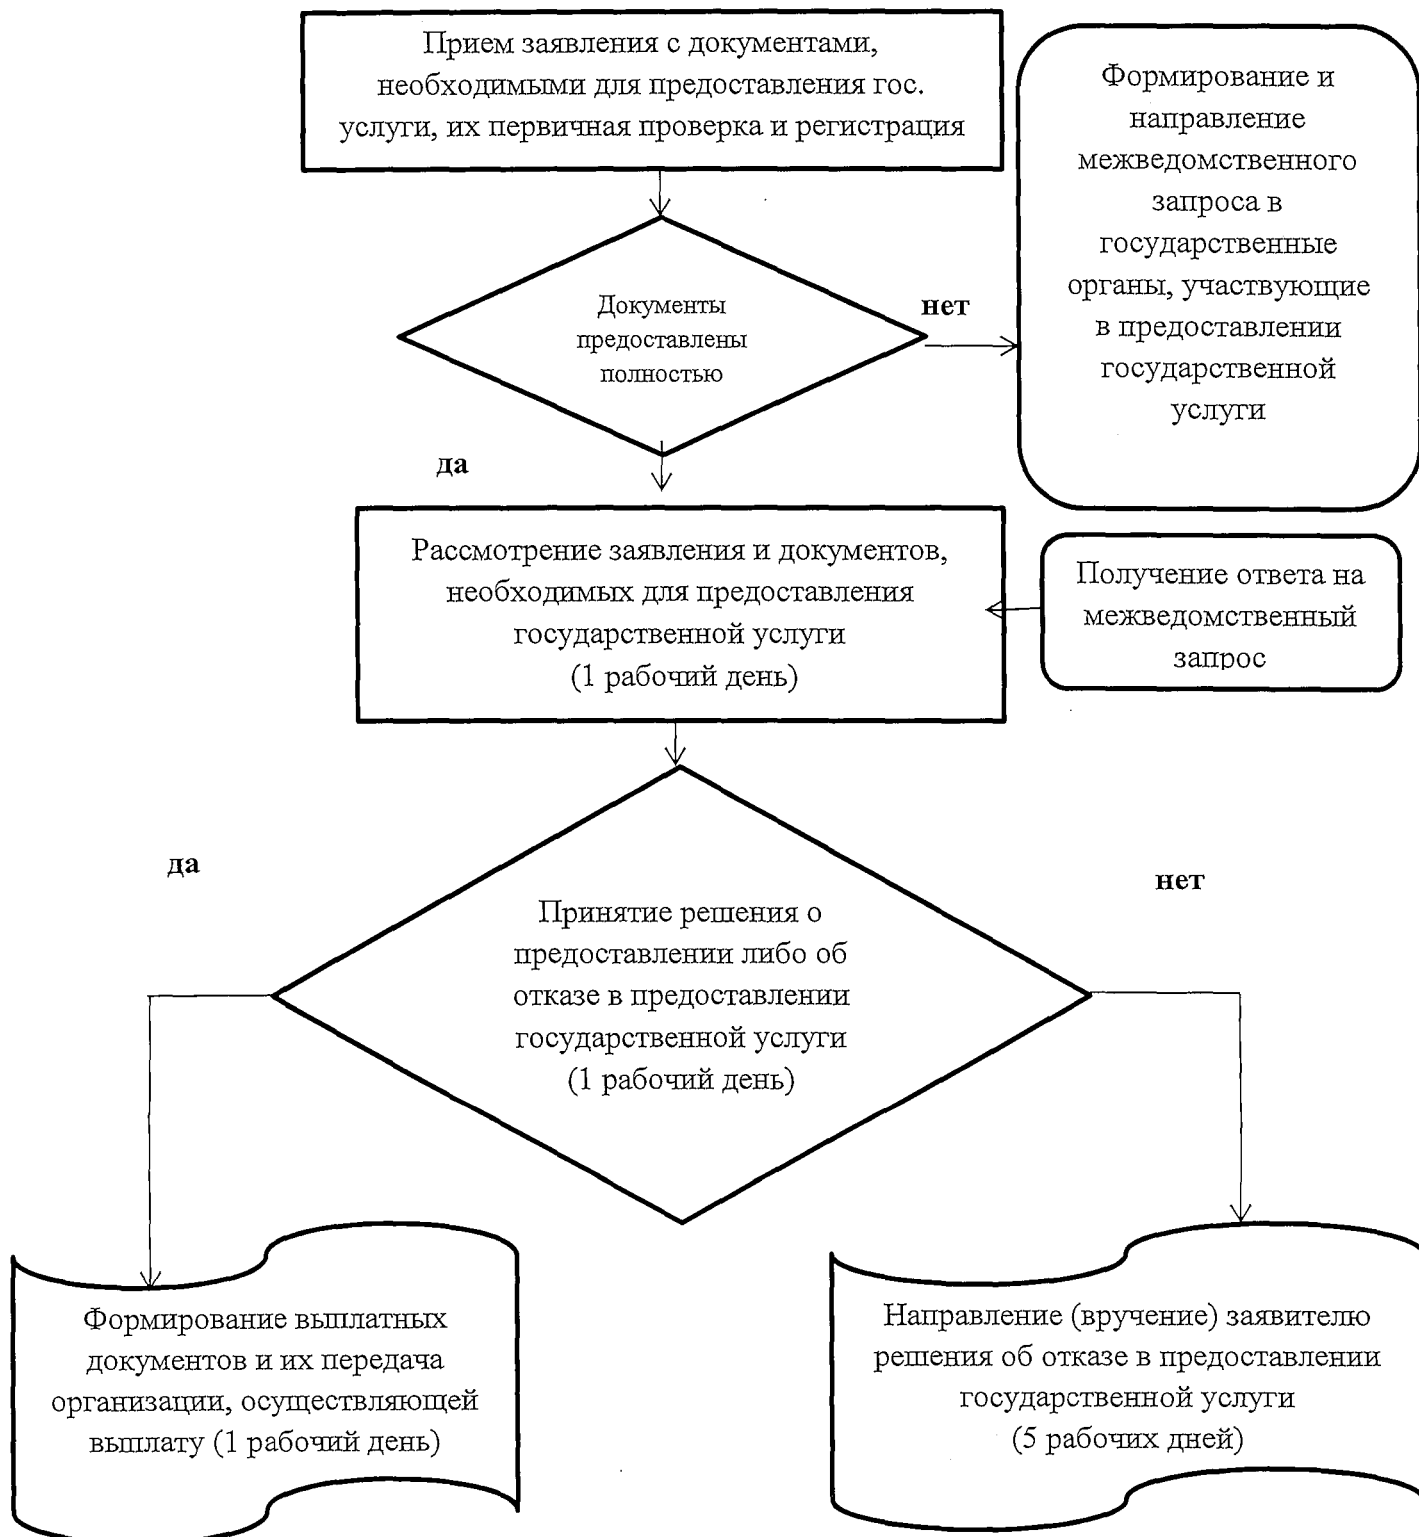 Прием заявления с документами,
необходимыми для предоставления гос.
услуги, их первичная проверка и регистрация
Формирование и
направление
межведомственного
запроса в
государственные
органы, участвующие
в предоставлении
государственной
услуги
Документы
предоставлены
полностью
нет
да
Рассмотрение заявления и документов,
необходимых для предоставления
государственной услуги
(1 рабочий день)
Получение ответа на
межведомственный
запрос
да
нет
Принятие решения о
предоставлении либо об
отказе в предоставлении
государственной услуги
(1 рабочий день)
Формирование выплатных
документов и их передача
организации, осуществляющей
выплату (1 рабочий день)
Направление (вручение) заявителю
решения об отказе в предоставлении
государственной услуги
(5 рабочих дней)